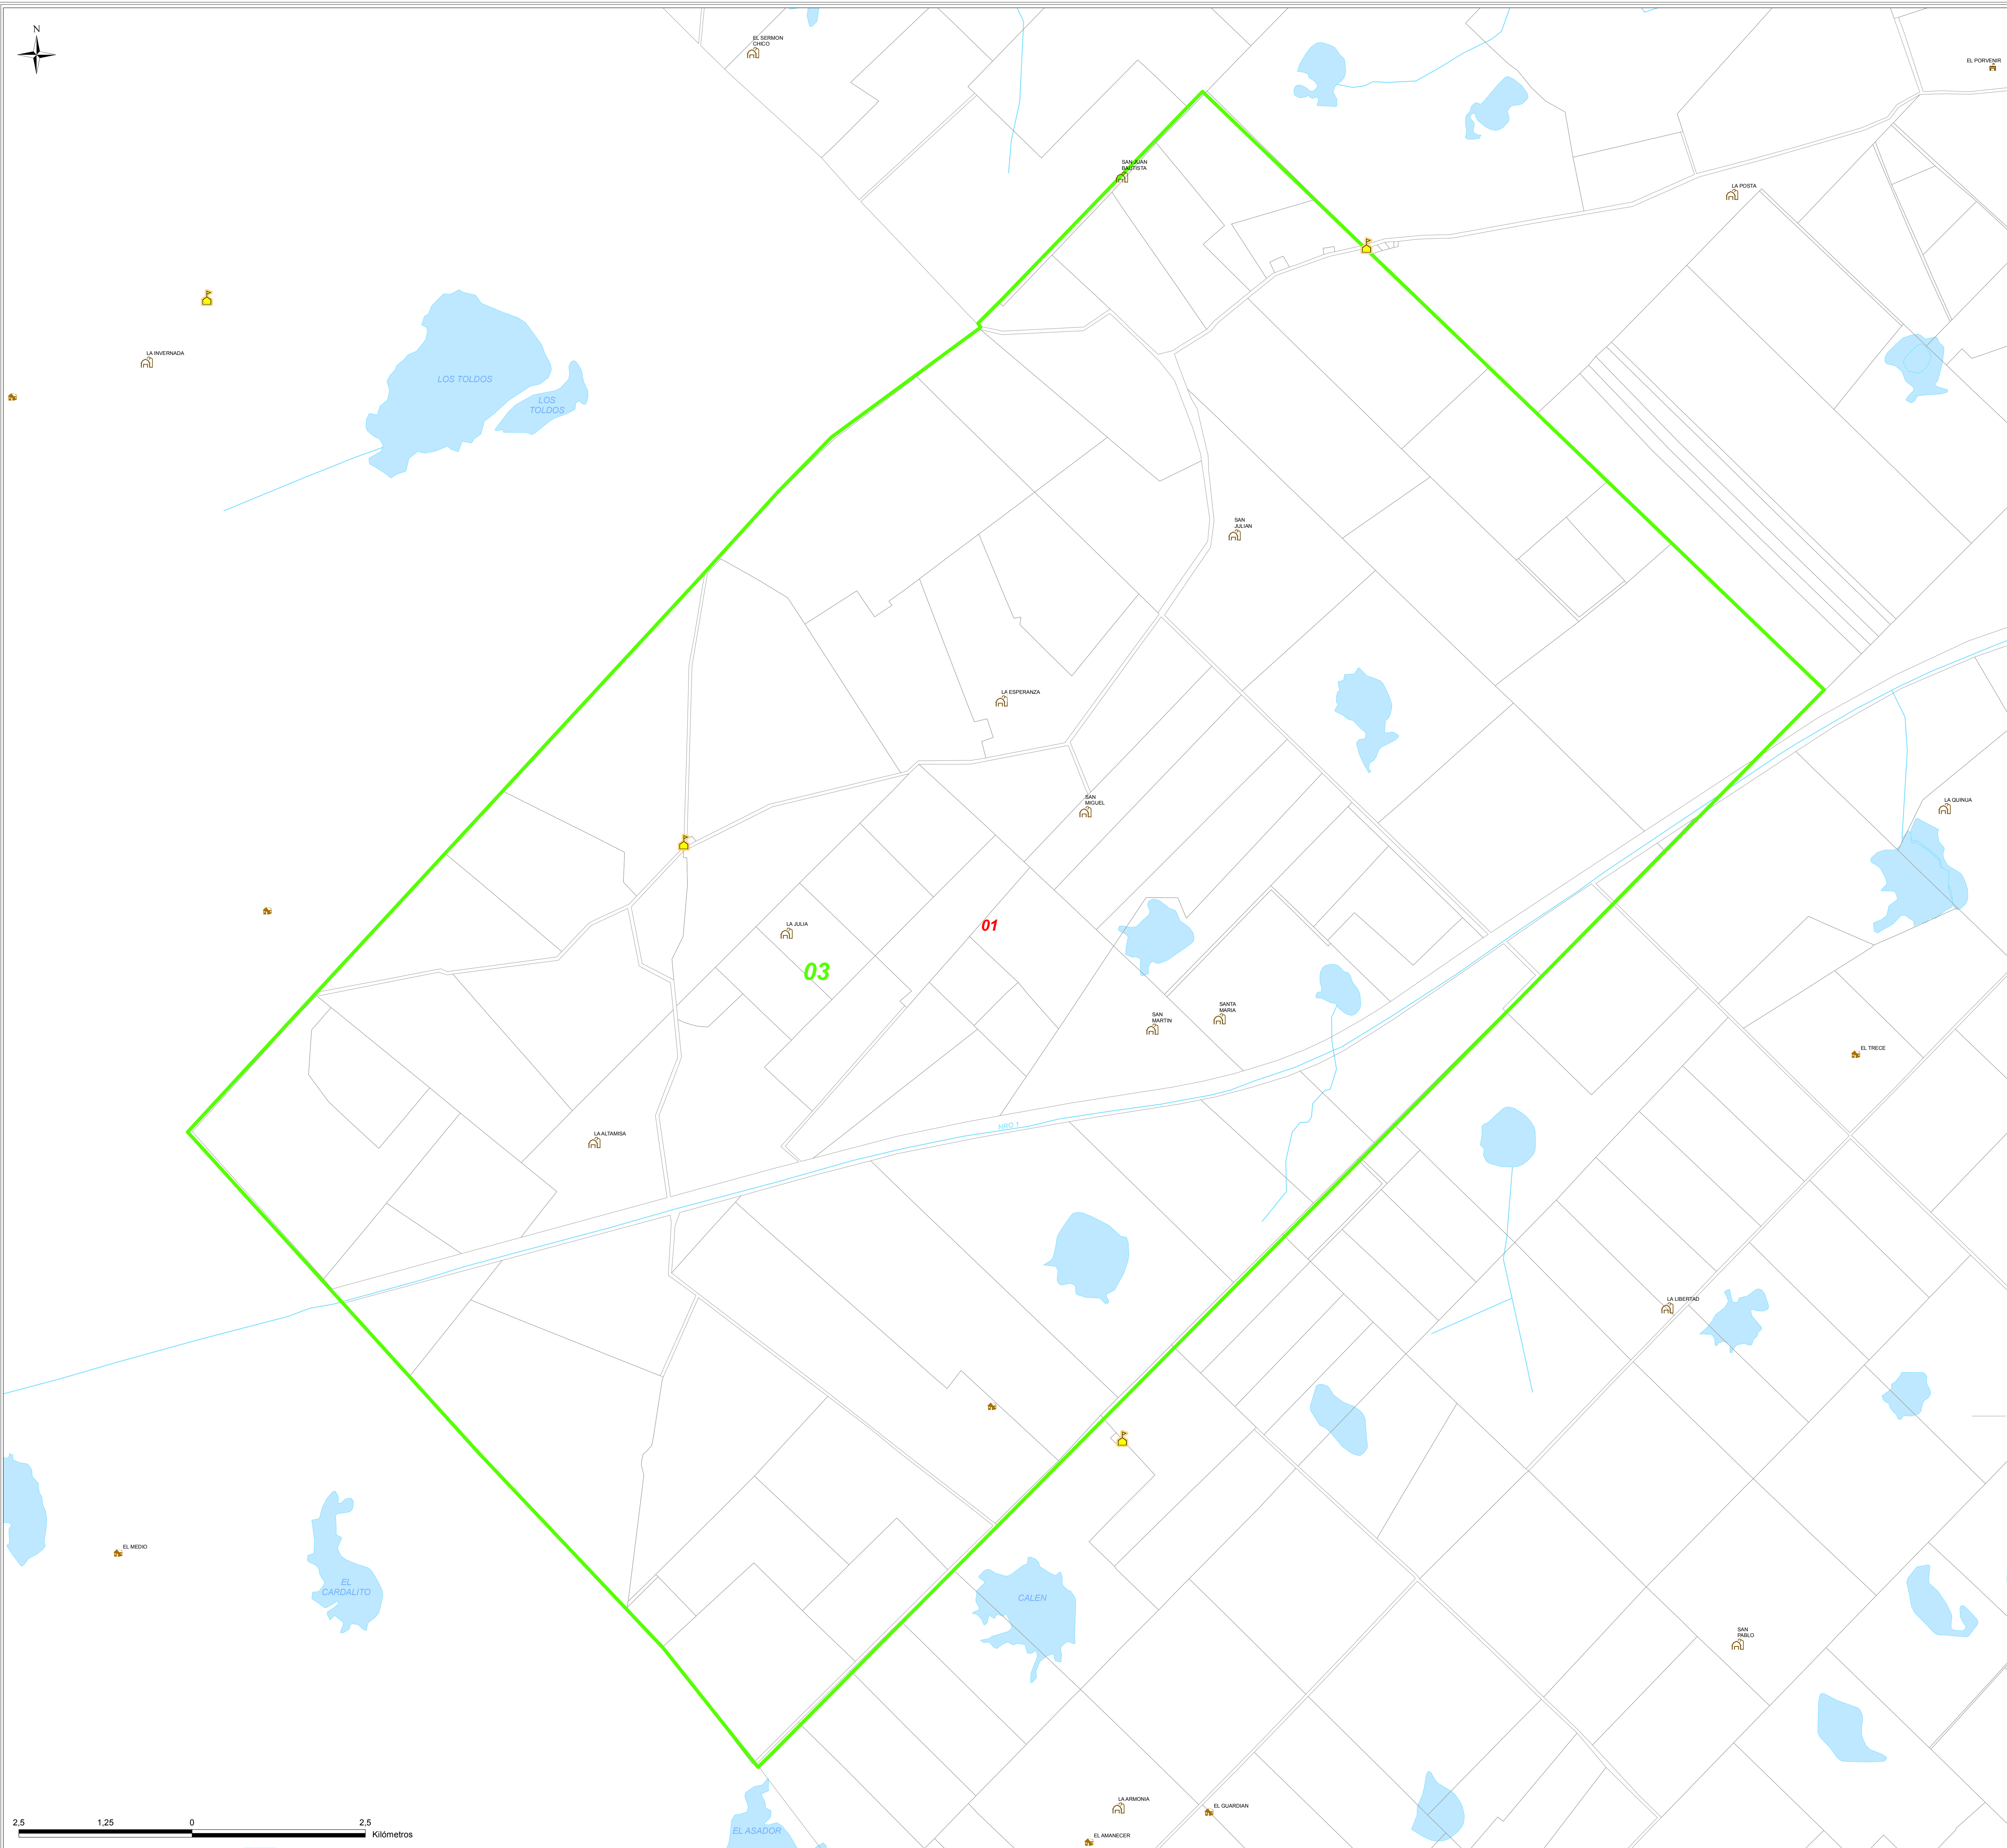 N
EL SERMON
CHICO
EL PORVENIR
SAN JUAN
BAUTISTA
LA POSTA
LA INVERNADA
LOS TOLDOS
LOS
TOLDOS
SAN
JULIAN
LA ESPERANZA
SAN
MIGUEL
LA QUINUA
LA JULIA
01
03
SAN
MARTIN
SANTA
MARIA
EL TRECE
NRO 1
LA ALTAMISA
LA LIBERTAD
EL MEDIO
EL
CARDALITO
CALEN
SAN
PABLO
LA ARMONIA
EL GUARDIAN
EL ASADOR
EL AMANECER
2,5 1,25 0 2,5
Kilómetros